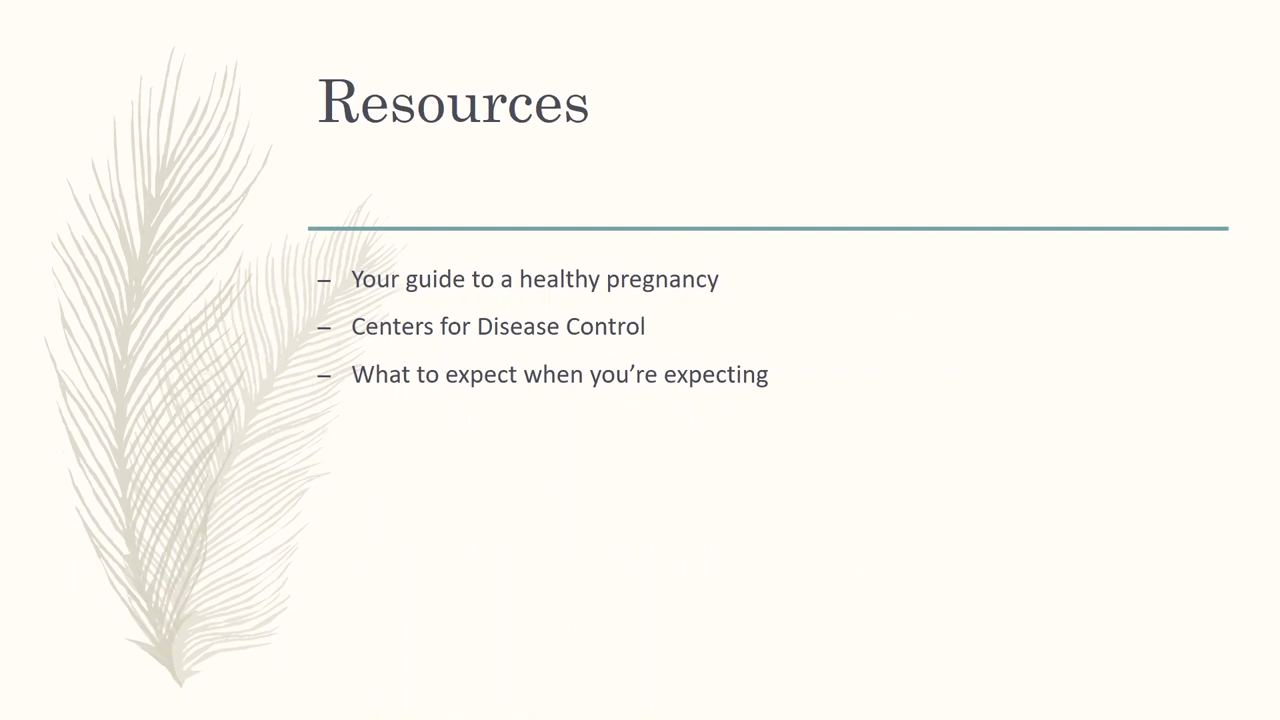 Resources
– Your guide to a healthy pregnancy
– Centers for Disease Control
– What to expect when you’re expecting